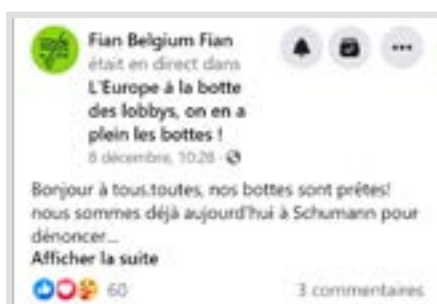 Fian Belgium Fian
était en direct dans
L'Europe à la botte
des lobbys, on en a
plein les bottes !
8 décembre, 10:28 ·
Bonjour à tous.toutes, nos bottes sont prêtes!
nous sommes déjà aujourd'hui à Schumann pour
dénoncer...
Afficher la suite
60 3 commentaires